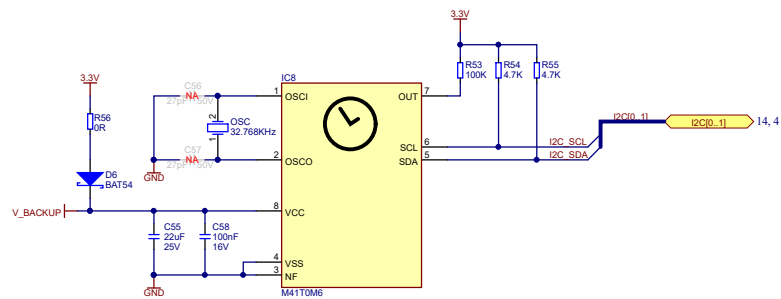 3.3V
R53
100K
R54
4.7K
R55
4.7K
3.3V
R56
0R
C56
NA
27pF 50V
OSC
32.768KHz
2
1
C57
NA
27pF 50V
GND
IC8
1
OSCI
2
OSCO
OUT
7
SCL
6
SDA
5
I2C_SCL
I2C_SDA
I2C[0..1]
I2C[0..1]
14, 4
D6
BAT54
V_BACKUP
8
VCC
C55
22uF
25V
C58
100nF
16V
4
VSS
3
NF
GND
M41T0M6